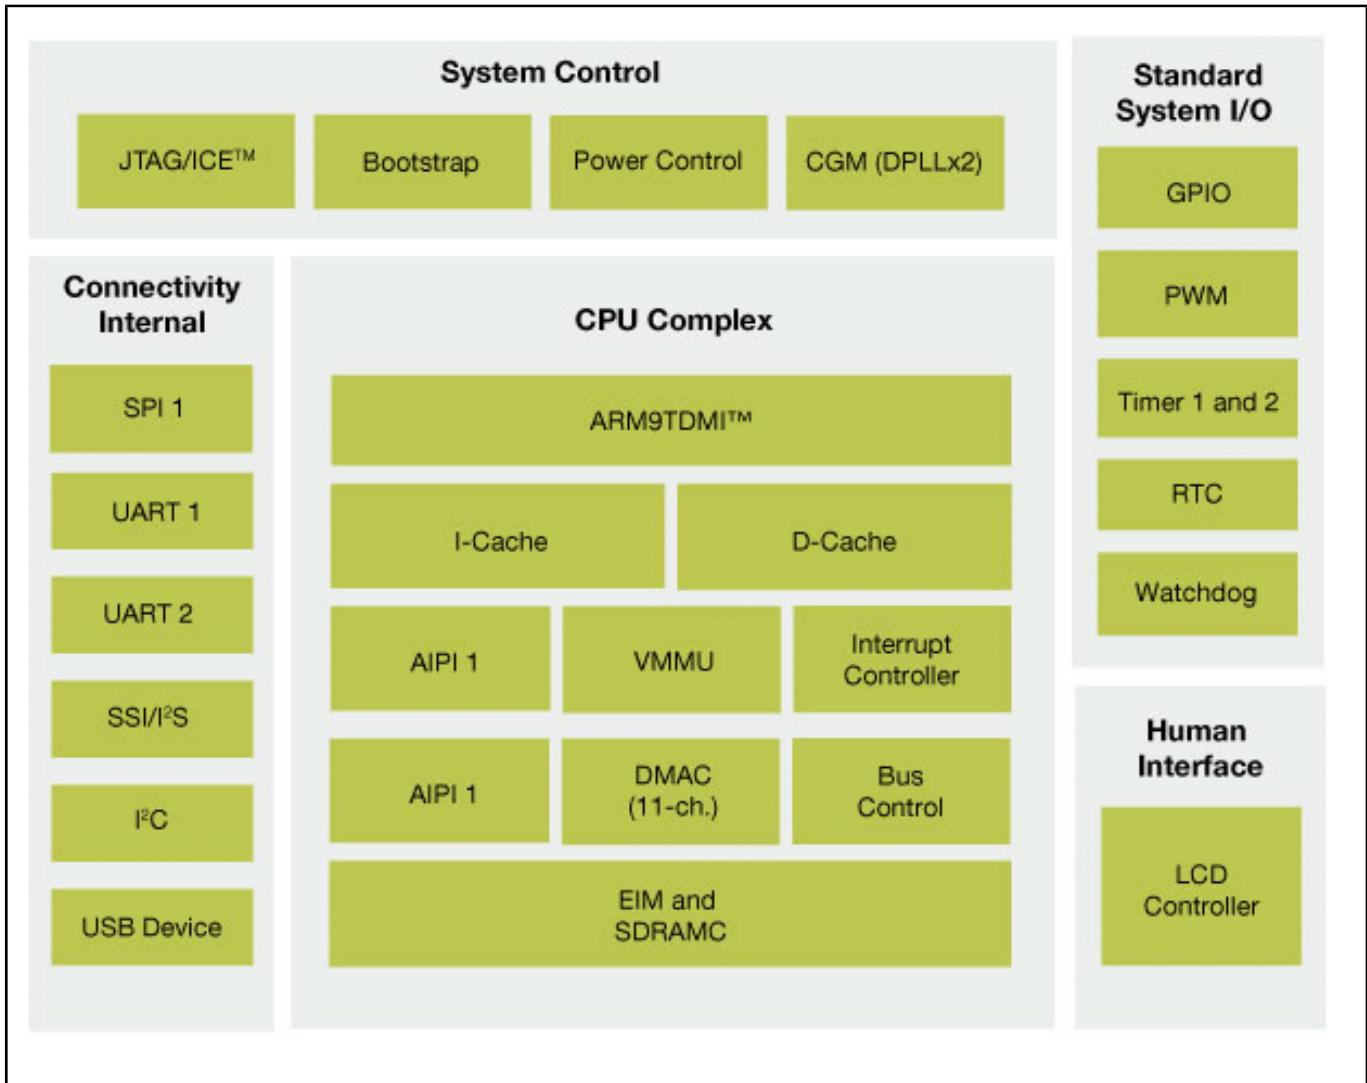 System Control
JTAG/ICE™
Bootstrap
Power Control
CGM (DPLLx2)
Standard
System I/O
GPIO
PWM
Timer 1 and 2
RTC
Watchdog
Connectivity
Internal
SPI 1
UART 1
UART 2
SSI/I²S
I²C
USB Device
CPU Complex
ARM9TDMI™
I-Cache
D-Cache
AIPI 1
VMMU
Interrupt
Controller
AIPI 1
DMAC
(11-ch.)
Bus
Control
EIM and
SDRAMC
Human
Interface
LCD
Controller